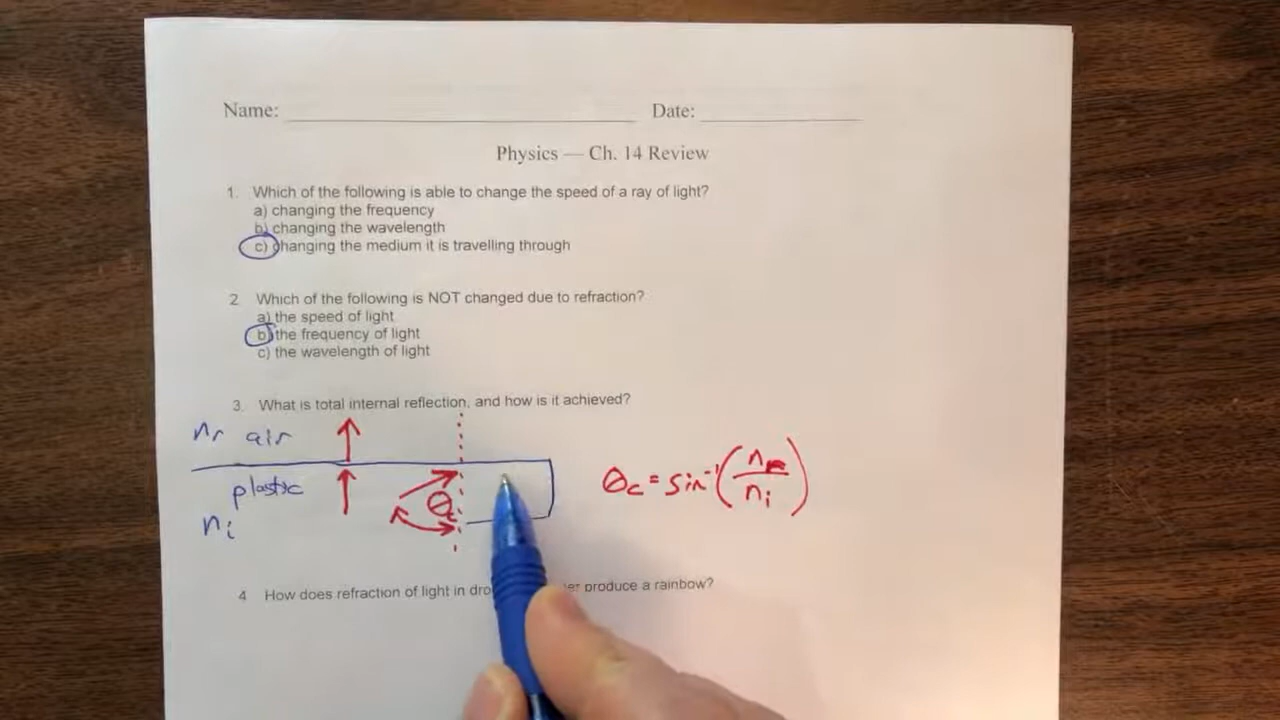 Name: ____________ Date: ____________
Physics — Ch. 14 Review
1. Which of the following is able to change the speed of a ray of light?
a) changing the frequency
b) changing the wavelength
c) changing the medium it is travelling through
2 Which of the following is NOT changed due to refraction?
a) the speed of light
b) the frequency of light
c) the wavelength of light
3. What is total internal reflection, and how is it achieved?
nr air
plastic
ni
θc
θc = sin⁻¹(nR/ni)
4 How does refraction of light in dro er produce a rainbow?